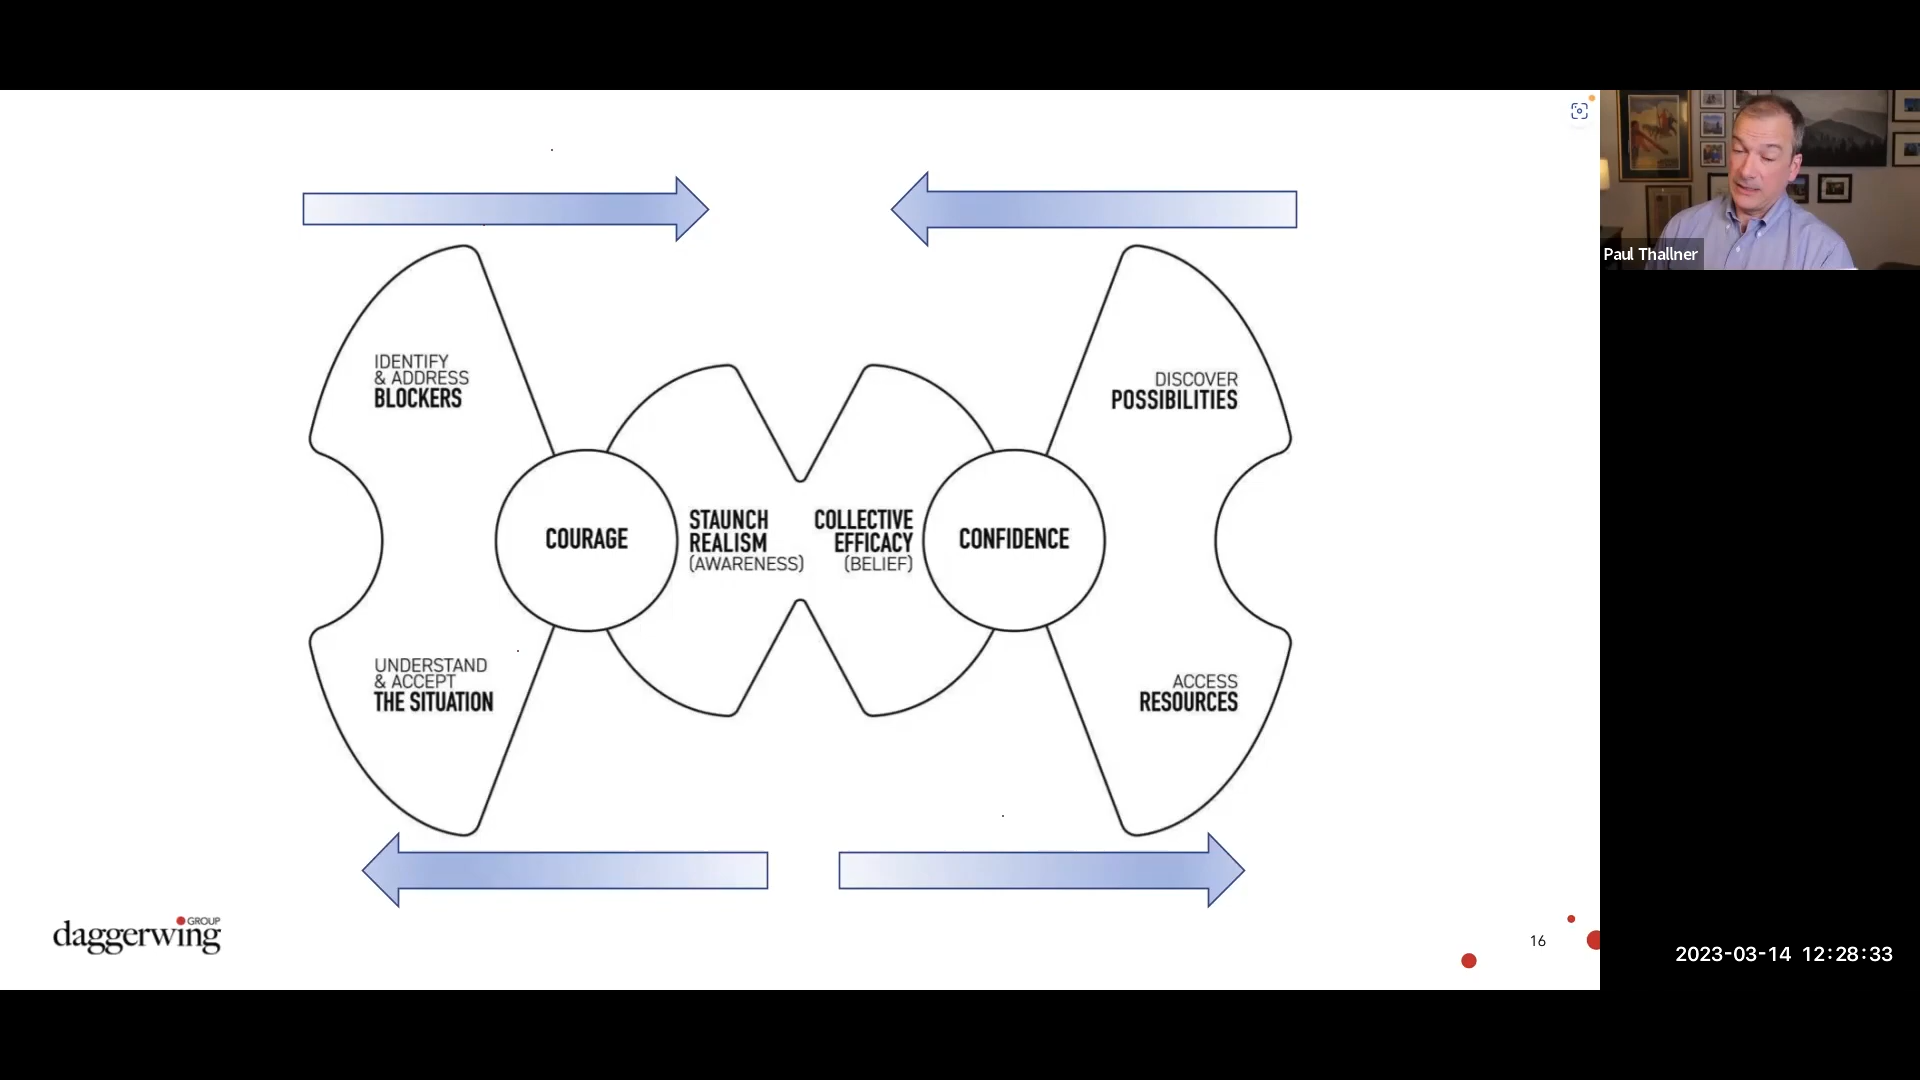 IDENTIFY
& ADDRESS
BLOCKERS
DISCOVER
POSSIBILITIES
COURAGE
STAUNCH
REALISM
(AWARENESS)
COLLECTIVE
EFFICACY
(BELIEF)
CONFIDENCE
UNDERSTAND
& ACCEPT
THE SITUATION
ACCESS
RESOURCES
GROUP
daggerwing
16
Paul Thallner
2023-03-14 12:28:33